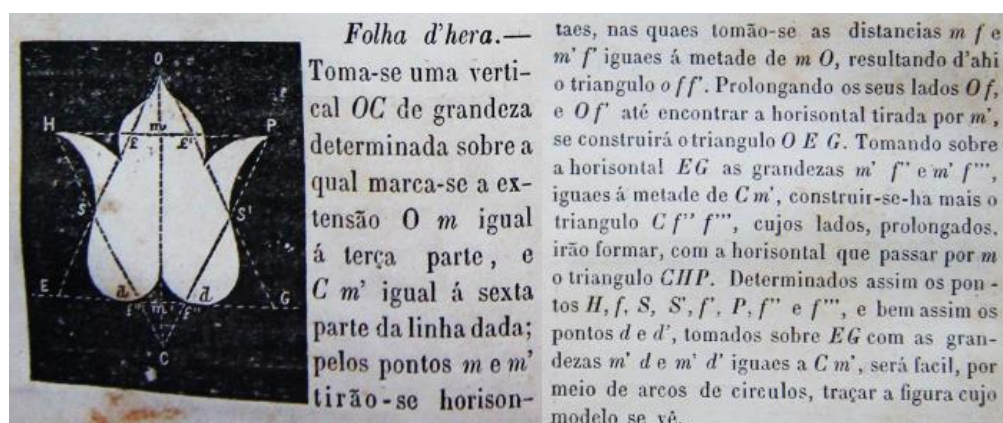 O
H
m
P
f
f'
S
S'
E
d
d
G
f''
m'
f'''
C
Folha d'hera.—
Toma-se uma verti-
cal OC de grandeza
determinada sobre a
qual marca-se a ex-
tensão O m igual
á terça parte, e
C m' igual á sexta
parte da linha dada;
pelos pontos m e m'
tirão-se horison-
taes, nas quaes tomão-se as distancias m f e
m' f' iguaes á metade de m O, resultando d'ahi
o triangulo o f f'. Prolongando os seus lados O f,
e O f' até encontrar a horisontal tirada por m',
se construirá o triangulo O E G. Tomando sobre
a horisontal EG as grandezas m' f'' e m' f''',
iguaes á metade de C m', construir-se-ha mais o
triangulo C f'' f''', cujos lados, prolongados,
irão formar, com a horisontal que passar por m
o triangulo CHP. Determinados assim os pon-
tos H, f, S, S', f', P, f'' e f''', e bem assim os
pontos d e d', tomados sobre EG com as gran-
dezas m' d e m' d' iguaes a C m', será facil, por
meio de arcos de circulos, traçar a figura cujo
modelo se vê.